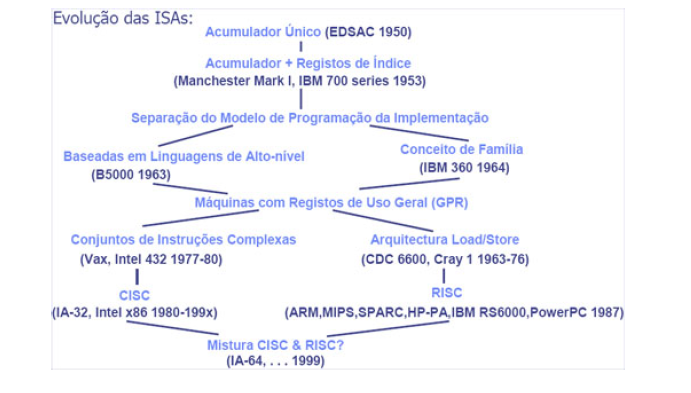 Evolução das ISAs:
Acumulador Único (EDSAC 1950)
Acumulador + Registos de Índice
(Manchester Mark I, IBM 700 series 1953)
Separação do Modelo de Programação da Implementação
Baseadas em Linguagens de Alto-nível
(B5000 1963)
Conceito de Família
(IBM 360 1964)
Máquinas com Registos de Uso Geral (GPR)
Conjuntos de Instruções Complexas
(Vax, Intel 432 1977-80)
Arquitectura Load/Store
(CDC 6600, Cray 1 1963-76)
CISC
(IA-32, Intel x86 1980-199x)
RISC
(ARM,MIPS,SPARC,HP-PA,IBM RS6000,PowerPC 1987)
Mistura CISC & RISC?
(IA-64, . . . 1999)